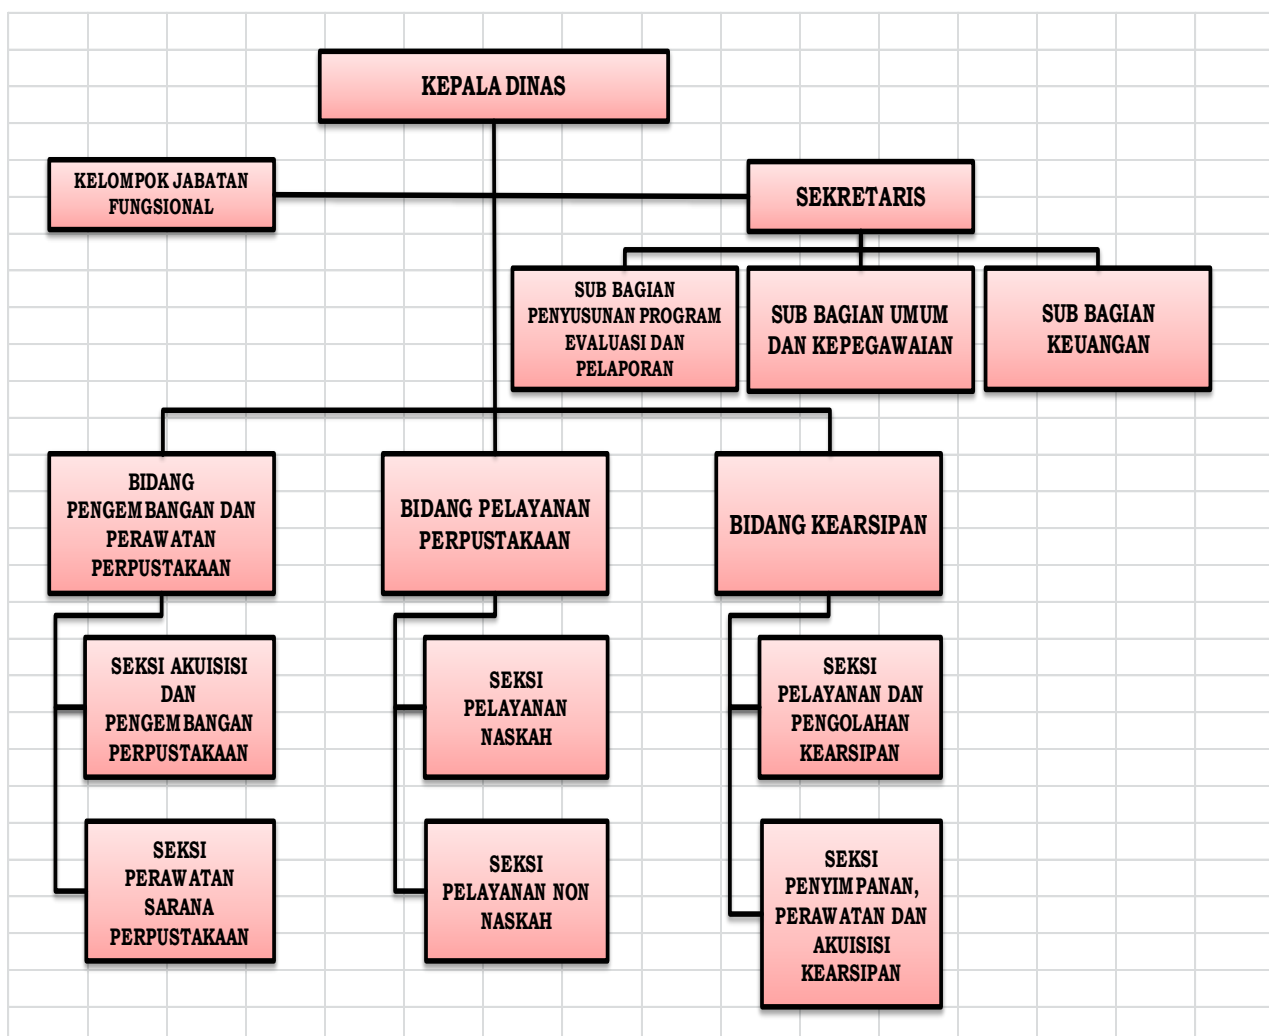 KEPALA DINAS
KELOMPOK JABATAN
FUNGSIONAL
SEKRETARIS
SUB BAGIAN
PENYUSUNAN PROGRAM
EVALUASI DAN
PELAPORAN
SUB BAGIAN UMUM
DAN KEPEGAWAIAN
SUB BAGIAN
KEUANGAN
BIDANG
PENGEMBANGAN DAN
PERAWATAN
PERPUSTAKAAN
BIDANG PELAYANAN
PERPUSTAKAAN
BIDANG KEARSIPAN
SEKSI AKUISISI
DAN
PENGEMBANGAN
PERPUSTAKAAN
SEKSI
PELAYANAN
NASKAH
SEKSI
PELAYANAN DAN
PENGOLAHAN
KEARSIPAN
SEKSI
PERAWATAN
SARANA
PERPUSTAKAAN
SEKSI
PELAYANAN NON
NASKAH
SEKSI
PENYIMPANAN,
PERAWATAN DAN
AKUISISI
KEARSIPAN